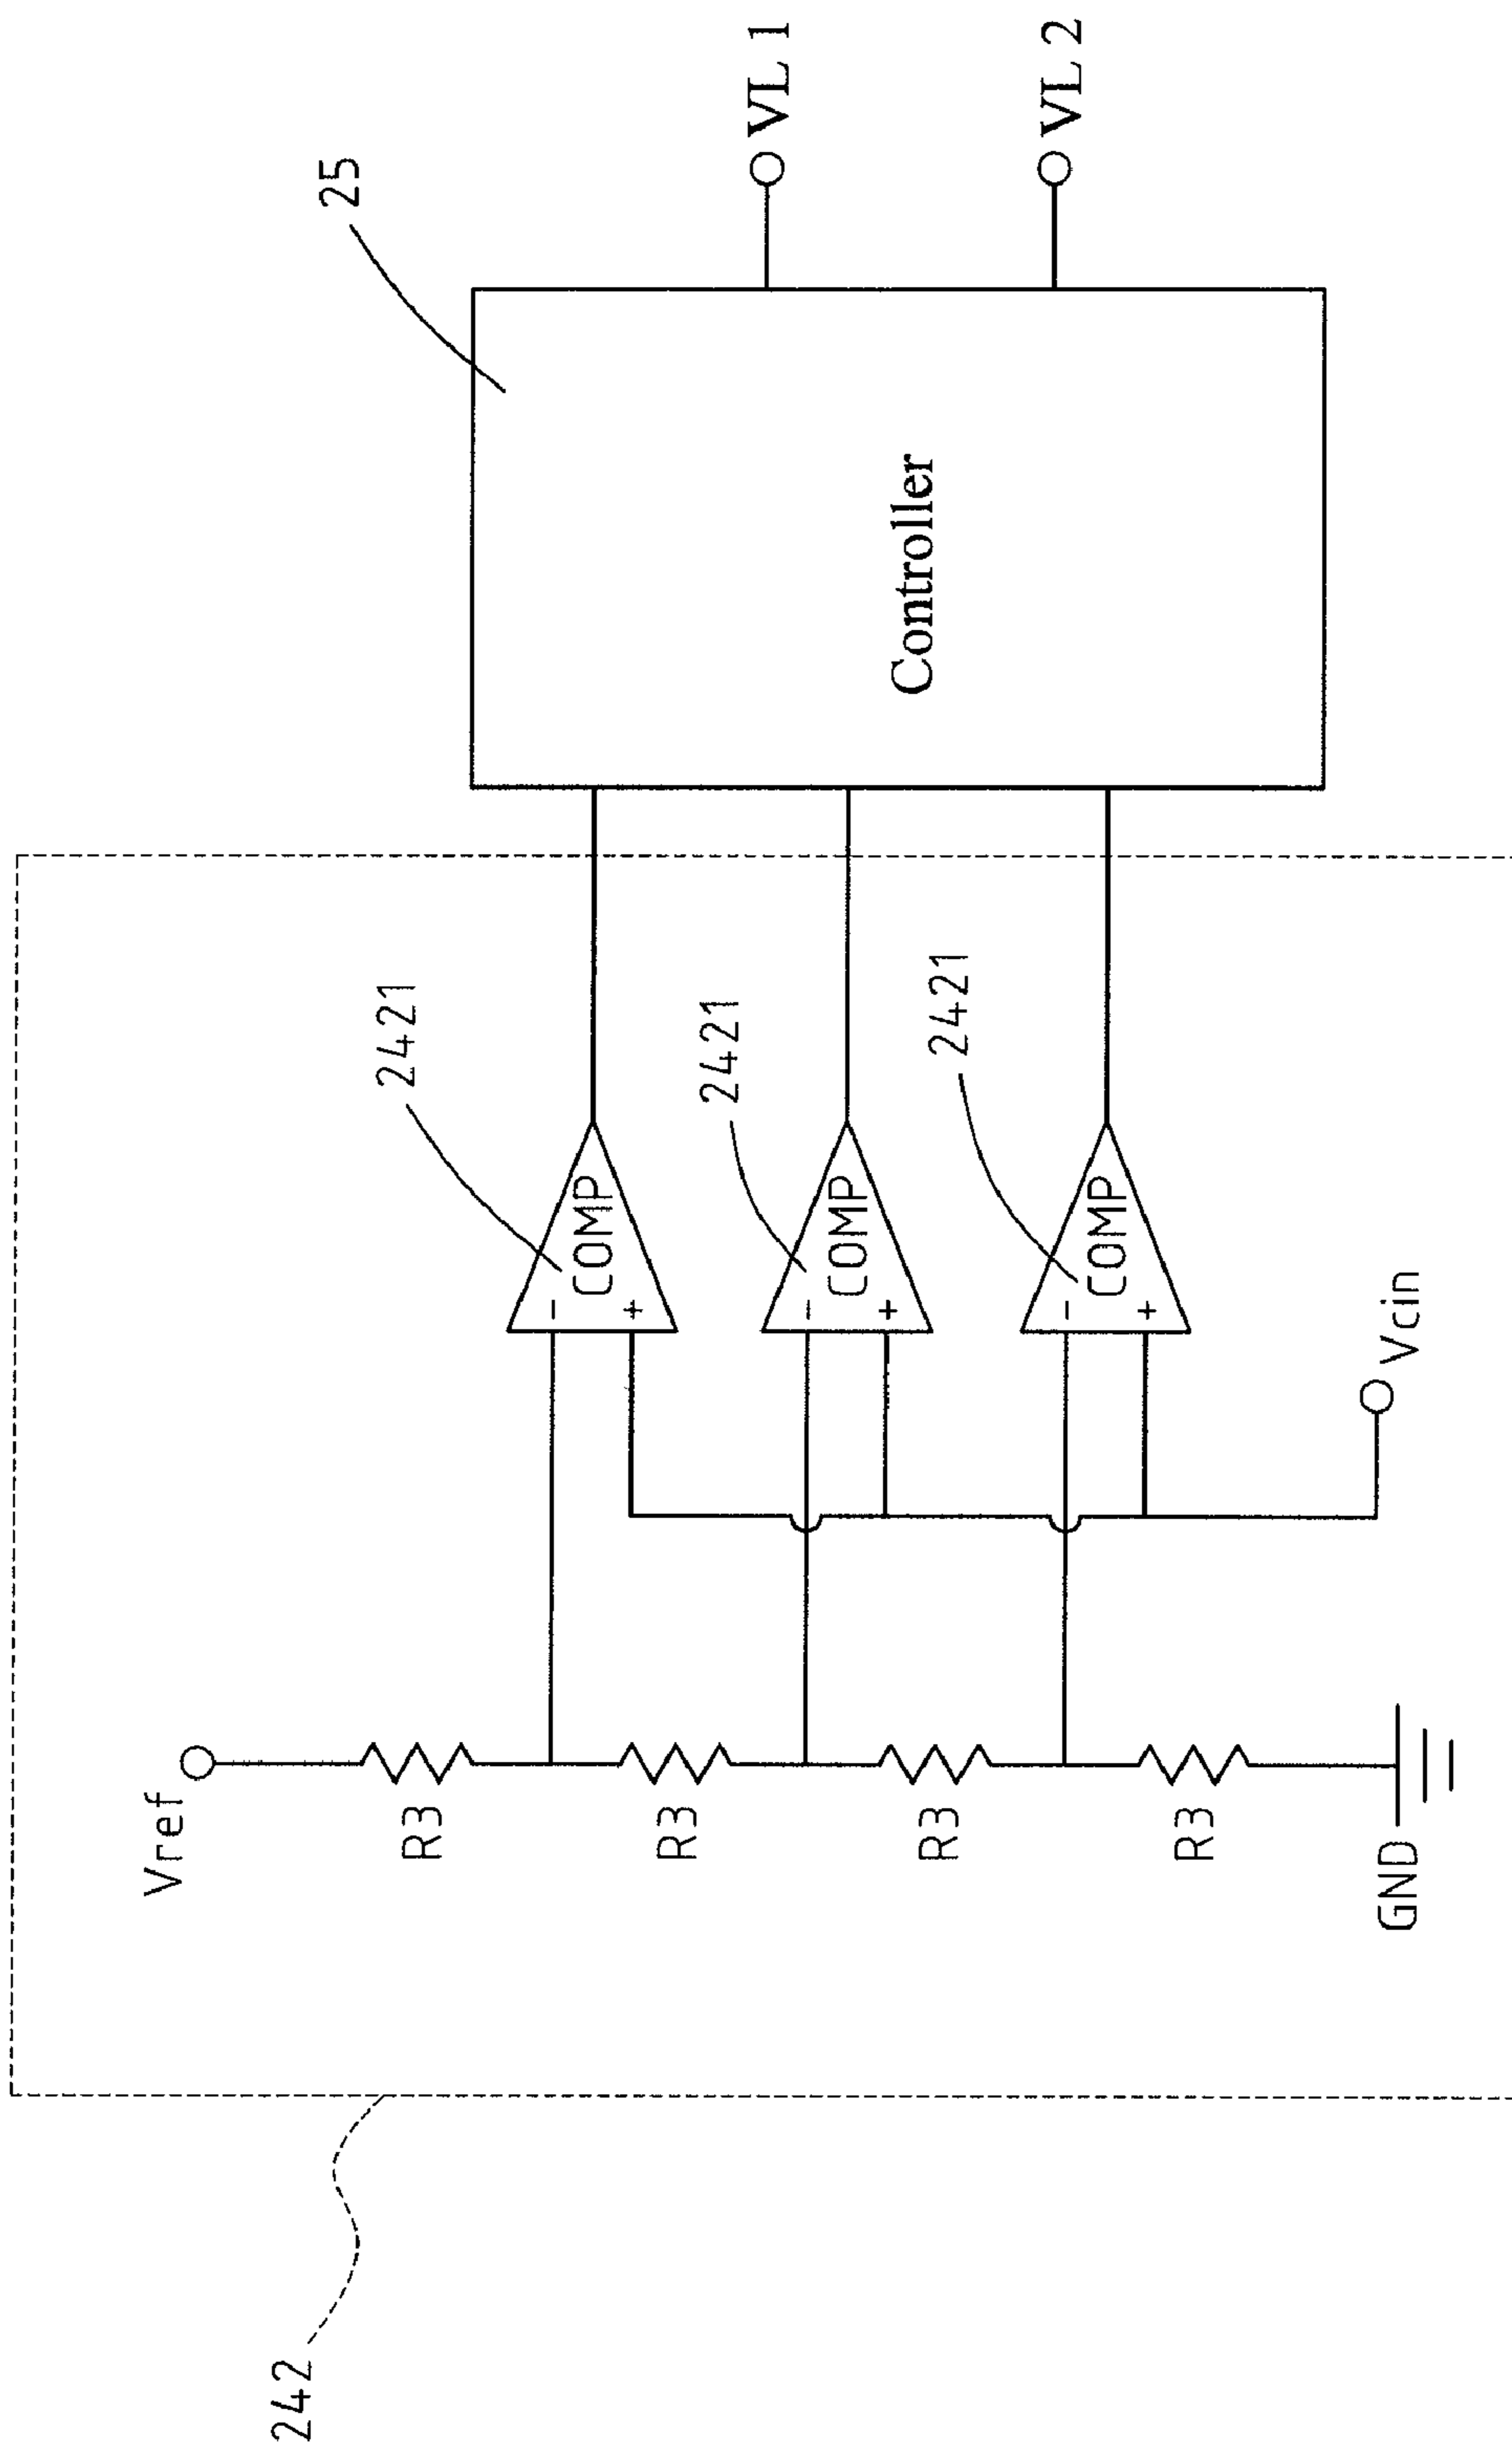 242
Vref
R3
R3
R3
R3
GND
Vcin
-
COMP
+
-
COMP
+
-
COMP
+
2421
2421
2421
Controller
25
VL 1
VL 2